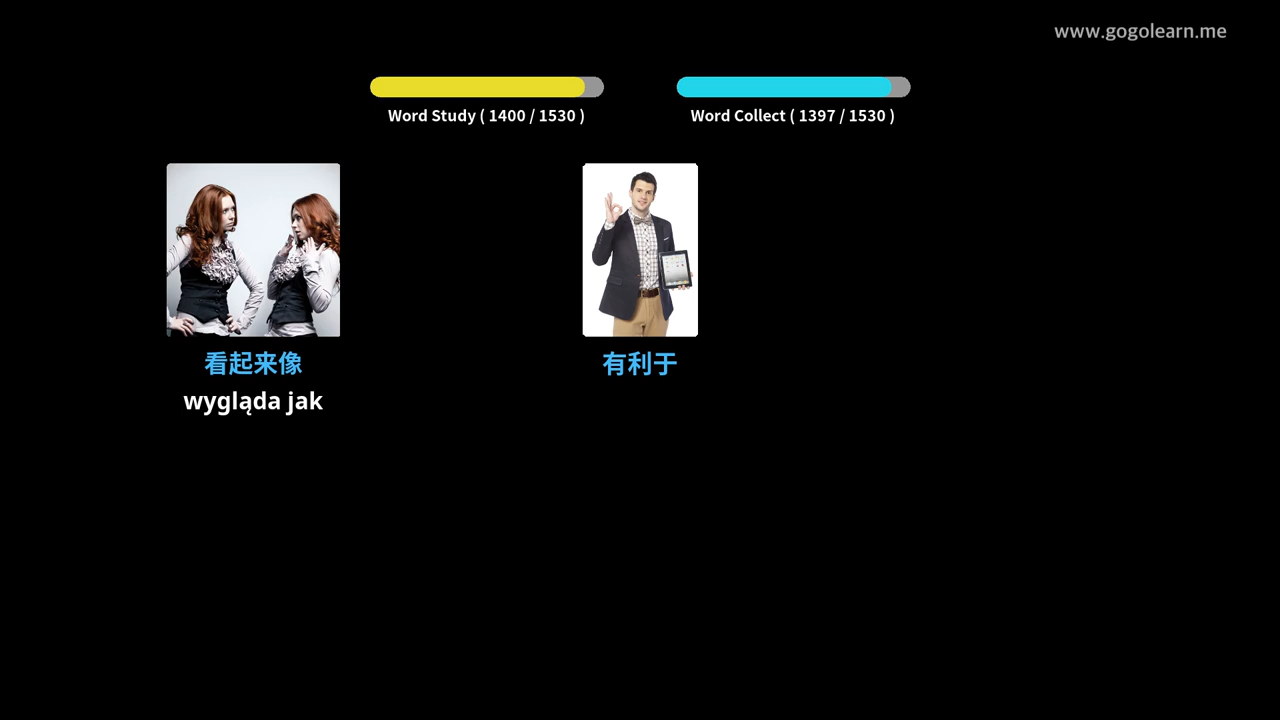 www.gogolearn.me
Word Study ( 1400 / 1530 )
Word Collect ( 1397 / 1530 )
看起来像
wygląda jak
有利于